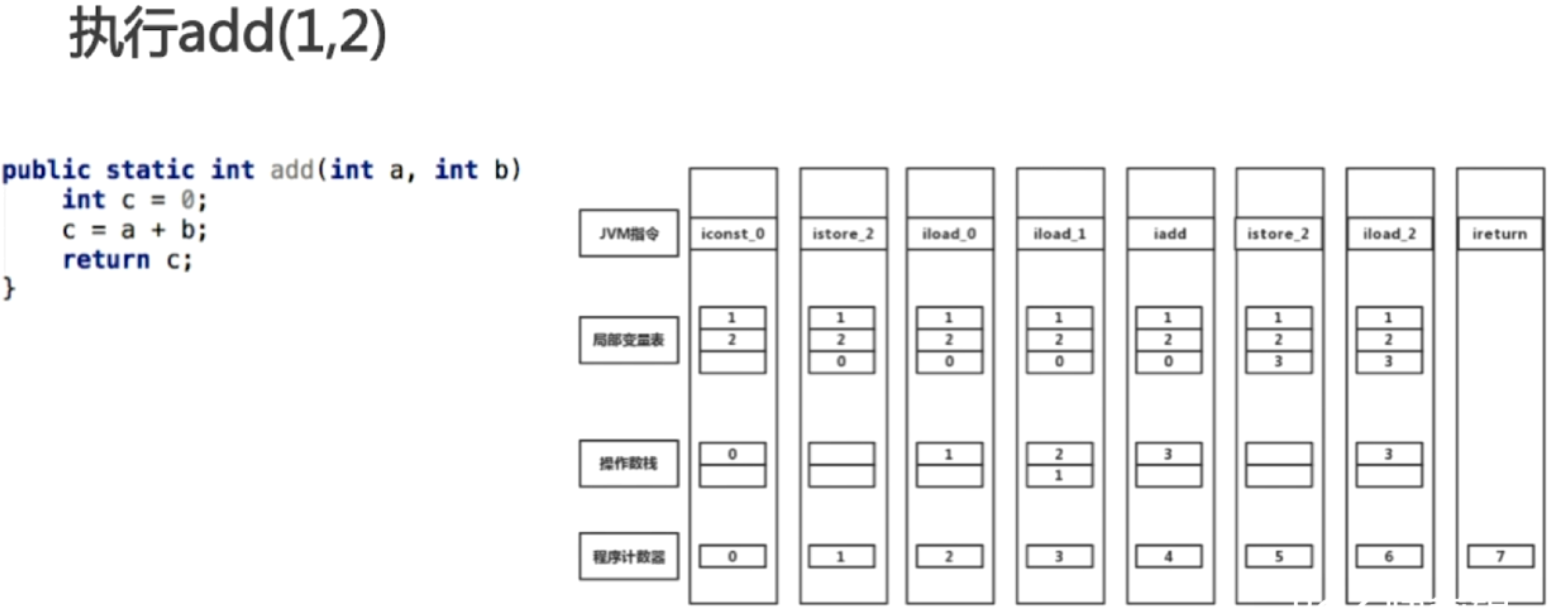 执行add(1,2)
public static int add(int a, int b)
int c = 0;
c = a + b;
return c;
}
JVM指令 iconst_0 istore_2 iload_0 iload_1 iadd istore_2 iload_2 ireturn
局部变量表
1 1 1 1 1 1 1
2 2 2 2 2 2 2
0 0 0 0 3 3
操作数栈
0 1 2 3 3
1
程序计数器 0 1 2 3 4 5 6 7